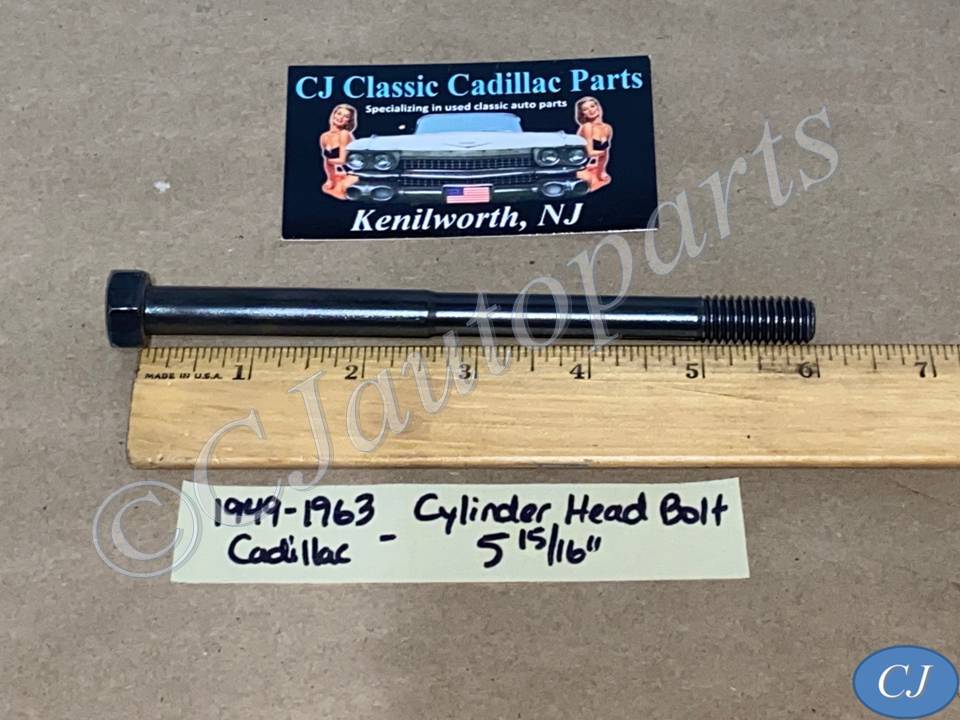 CJ Classic Cadillac Parts
Specializing in used classic auto parts
Kenilworth, NJ
MADE IN U.S.A. 1 2 3 4 5 6 7
©CJautoparts
1949-1963 - Cylinder Head Bolt
Cadillac - 5 15/16"
CJ